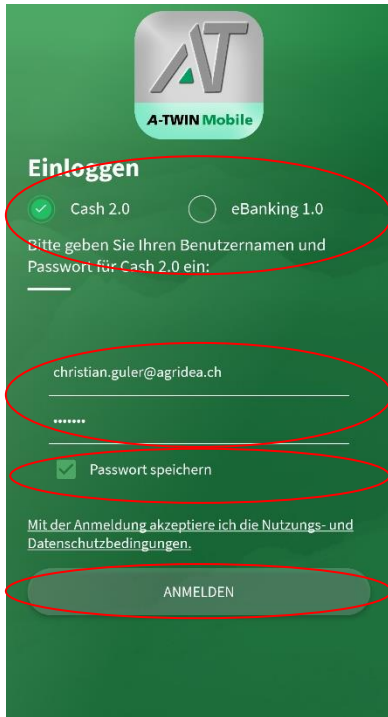 AT
A-TWIN Mobile
Einloggen
Cash 2.0 eBanking 1.0
Bitte geben Sie Ihren Benutzernamen und
Passwort für Cash 2.0 ein:
christian.guler@agridea.ch
•••••••
Passwort speichern
Mit der Anmeldung akzeptiere ich die Nutzungs- und
Datenschutzbedingungen.
ANMELDEN